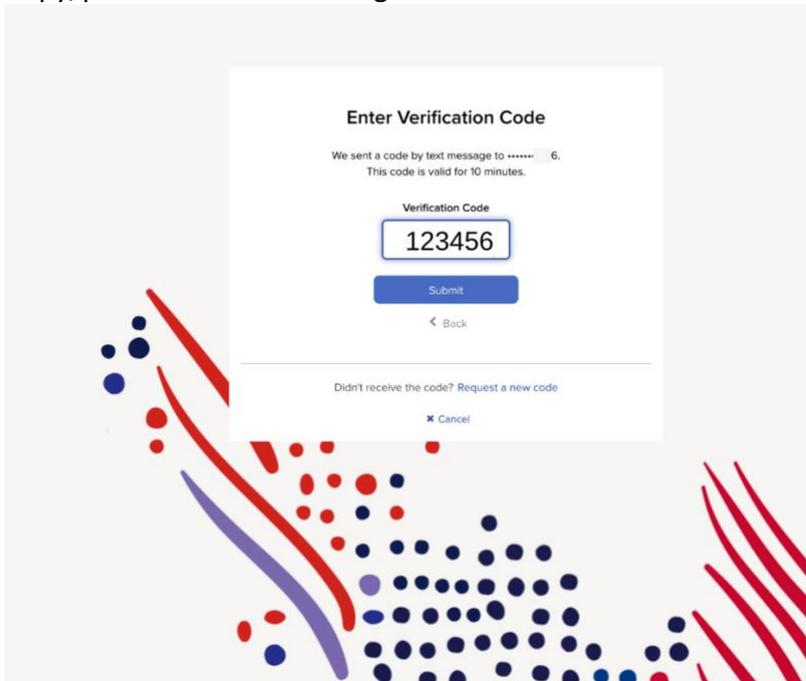 Enter Verification Code
We sent a code by text message to ••••••• 6.
This code is valid for 10 minutes.
Verification Code
123456
Submit
Back
Didn't receive the code? Request a new code
Cancel